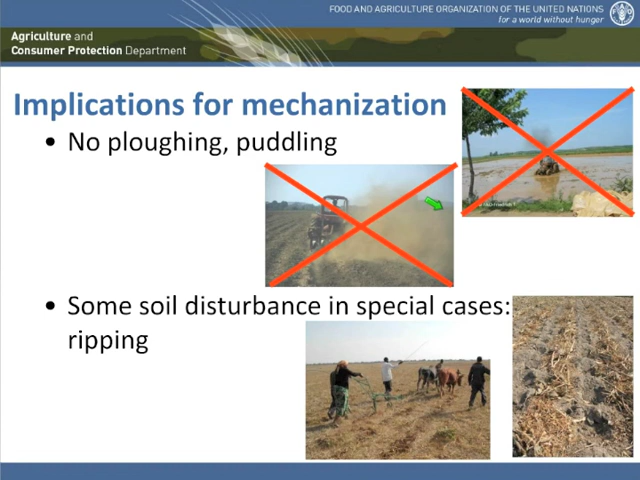 FOOD AND AGRICULTURE ORGANIZATION OF THE UNITED NATIONS
for a world without hunger
Agriculture and
Consumer Protection Department
Implications for mechanization
• No ploughing, puddling
• Some soil disturbance in special cases:
ripping